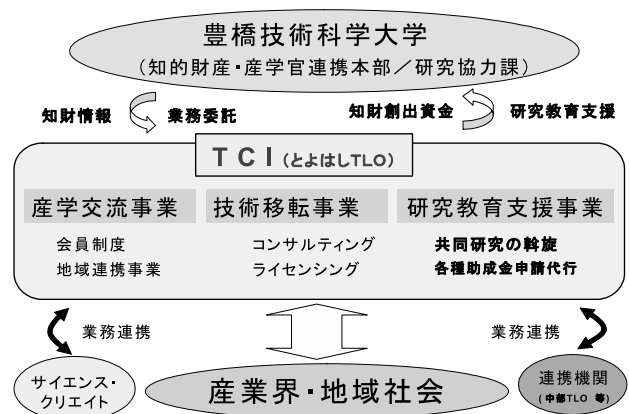 豊橋技術科学大学
(知的財産・産学官連携本部／研究協力課)
知財情報
業務委託
知財創出資金
研究教育支援
TCI(とよはしTLO)
産学交流事業
会員制度
地域連携事業
技術移転事業
コンサルティング
ライセンシング
研究教育支援事業
共同研究の斡旋
各種助成金申請代行
業務連携
業務連携
サイエンス・
クリエイト
産業界・地域社会
連携機関
(中部TLO 等)